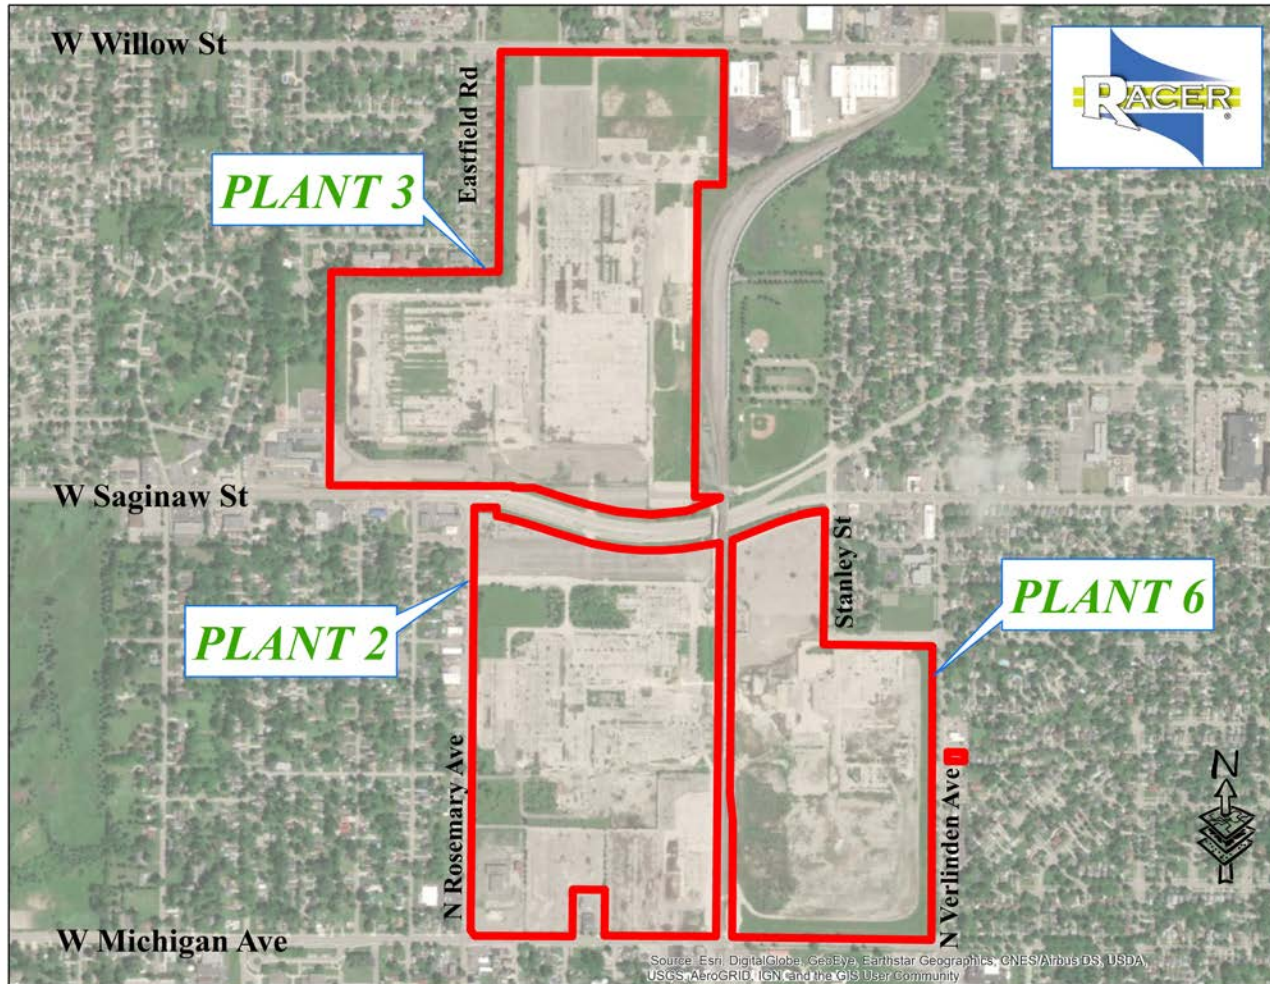 W Willow St
Eastfield Rd
RACER
®
PLANT 3
W Saginaw St
Stanley St
PLANT 6
PLANT 2
N Rosemary Ave
N Verlinden Ave
N
W Michigan Ave
Source: Esri, DigitalGlobe, GeoEye, Earthstar Geographics, CNES/Airbus DS, USDA,
USGS, AeroGRID, IGN, and the GIS User Community